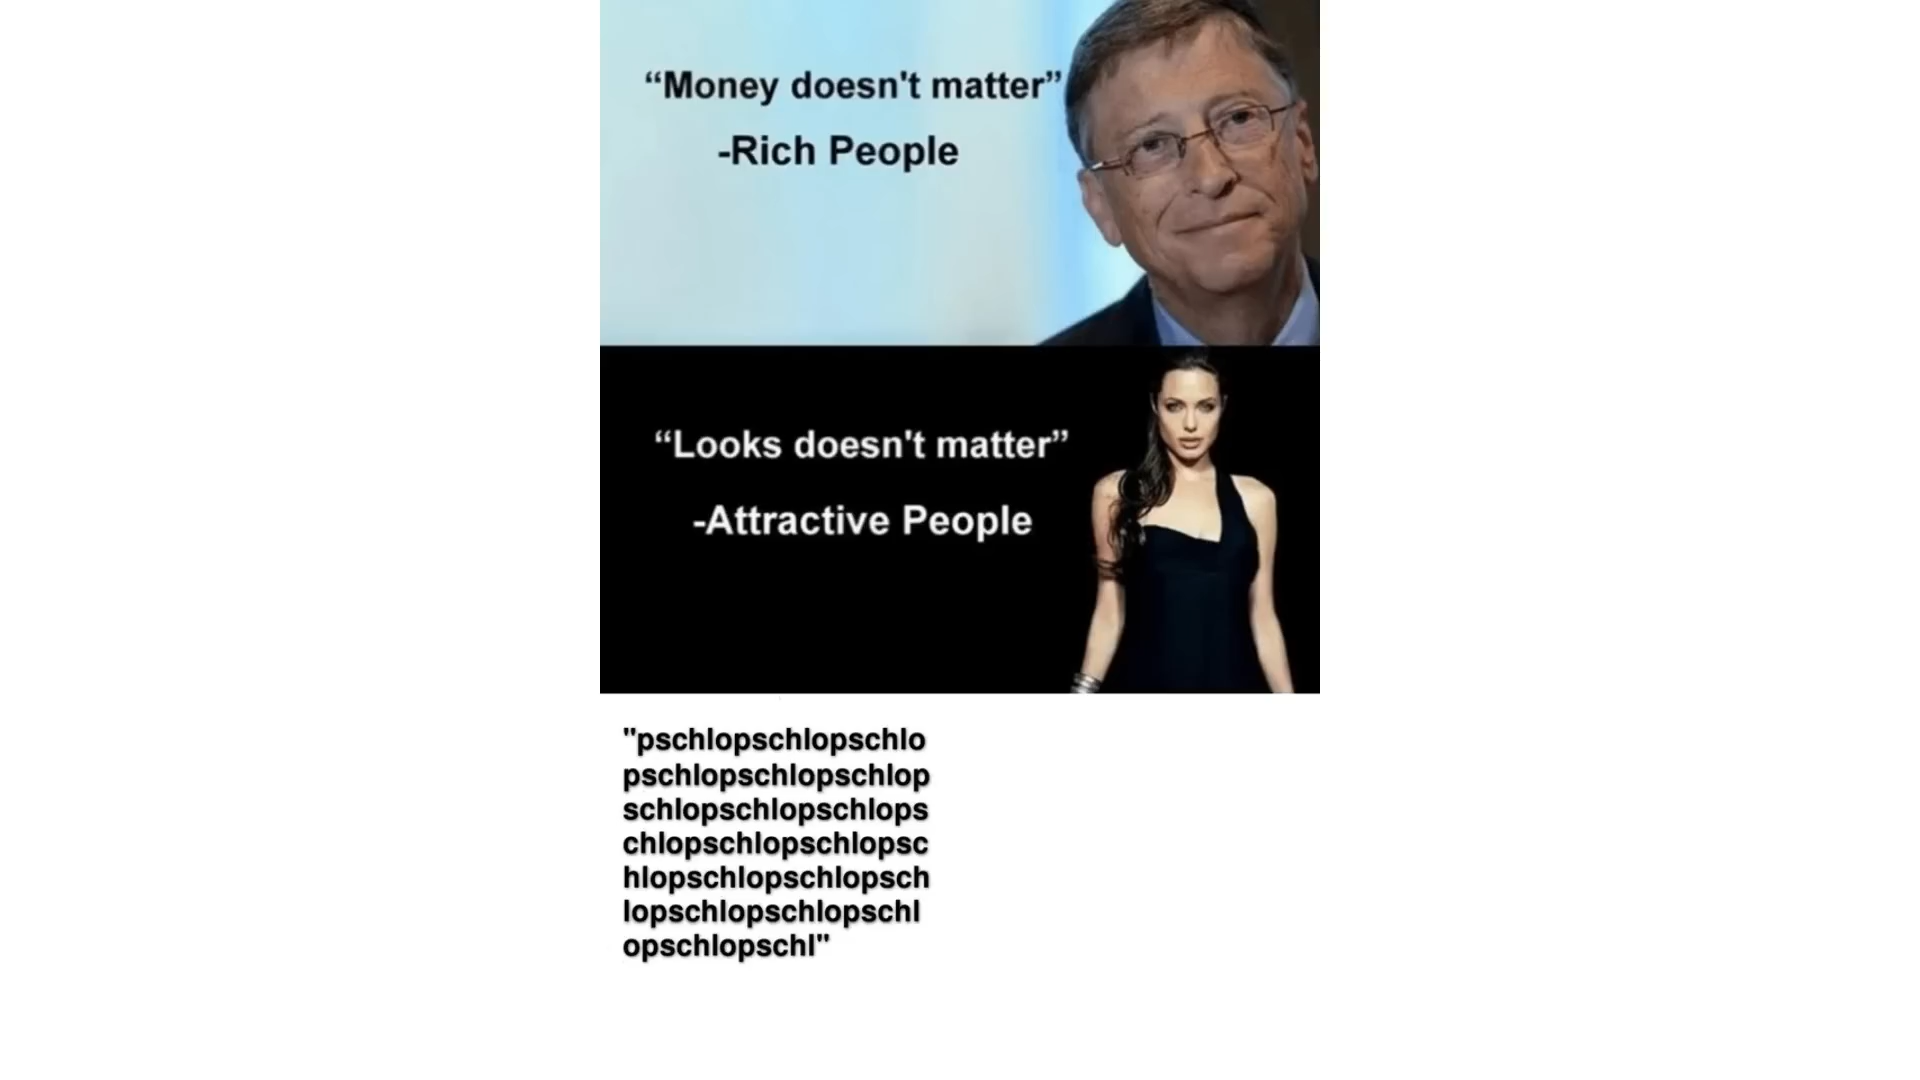 “Money doesn't matter”
-Rich People
“Looks doesn't matter”
-Attractive People
"pschlopschlopschlo
pschlopschlopschlop
schlopschlopschlops
chlopschlopschlopsc
hlopschlopschlopsch
lopschlopschlopschl
opschlopschl"